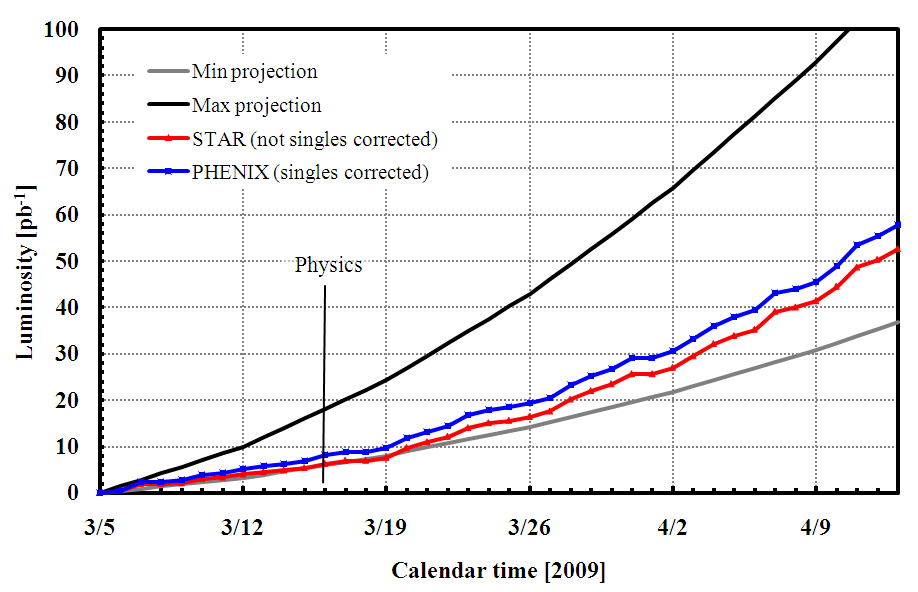 100
90
80
70
60
50
40
30
20
10
0
Luminosity [pb-1]
Min projection
Max projection
STAR (not singles corrected)
PHENIX (singles corrected)
Physics
3/5 3/12 3/19 3/26 4/2 4/9
Calendar time [2009]